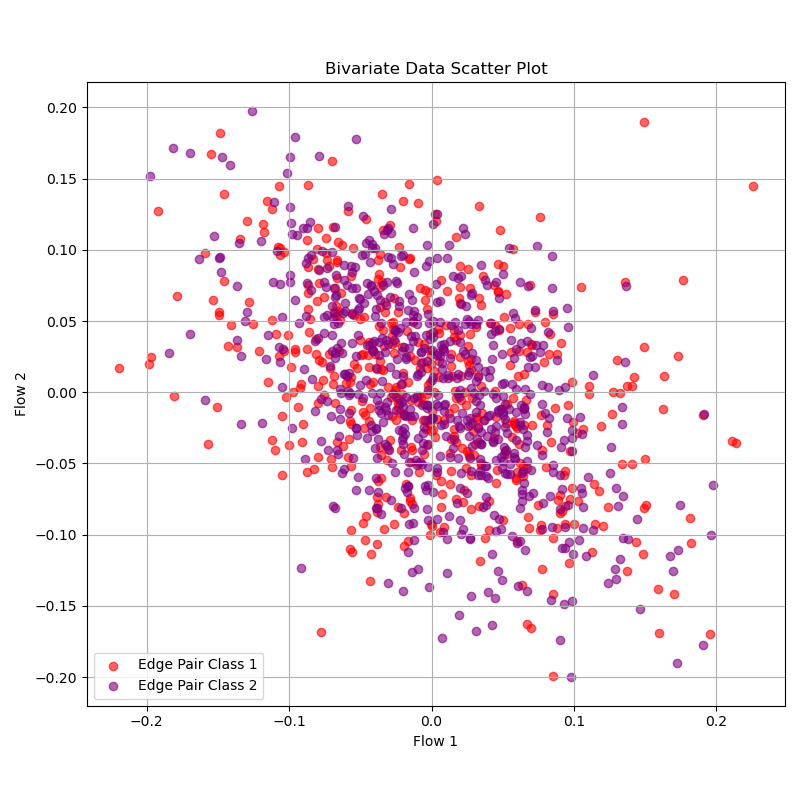 Bivariate Data Scatter Plot
Flow 2
0.20
0.15
0.10
0.05
0.00
−0.05
−0.10
−0.15
−0.20
Edge Pair Class 1
Edge Pair Class 2
−0.2
−0.1
0.0
0.1
0.2
Flow 1